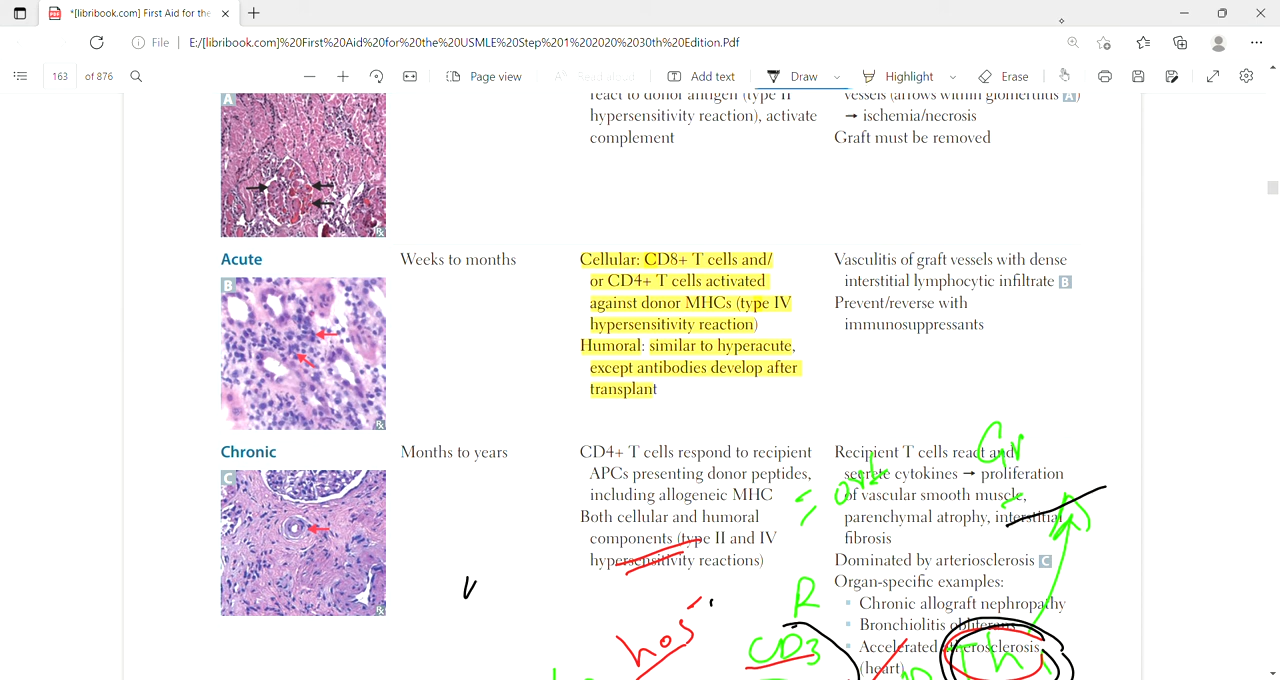 *[libribook.com] First Aid for the
File
E:/[libribook.com]%20First%20Aid%20for%20the%20USMLE%20Step%201%202020%2030th%20Edition.Pdf
163 of 876
Page view
Read aloud
Add text
Draw
Highlight
Erase
A
react to donor antigen (type II
hypersensitivity reaction), activate
complement
vessels (arrows within glomerulus A)
→ ischemia/necrosis
Graft must be removed
Rx
Acute
B
Rx
Weeks to months
Cellular: CD8+ T cells and/
or CD4+ T cells activated
against donor MHCs (type IV
hypersensitivity reaction)
Humoral: similar to hyperacute,
except antibodies develop after
transplant
Vasculitis of graft vessels with dense
interstitial lymphocytic infiltrate B
Prevent/reverse with
immunosuppressants
Chronic
C
Rx
Months to years
CD4+ T cells respond to recipient
APCs presenting donor peptides,
including allogeneic MHC
Both cellular and humoral
components (type II and IV
hypersensitivity reactions)
Recipient T cells react and
secrete cytokines → proliferation
of vascular smooth muscle,
parenchymal atrophy, interstitial
fibrosis
Dominated by arteriosclerosis C
Organ-specific examples:
▪ Chronic allograft nephropathy
▪ Bronchiolitis obliterans
▪ Accelerated atherosclerosis
(heart)
Gr
R
hos
CD3
Th1